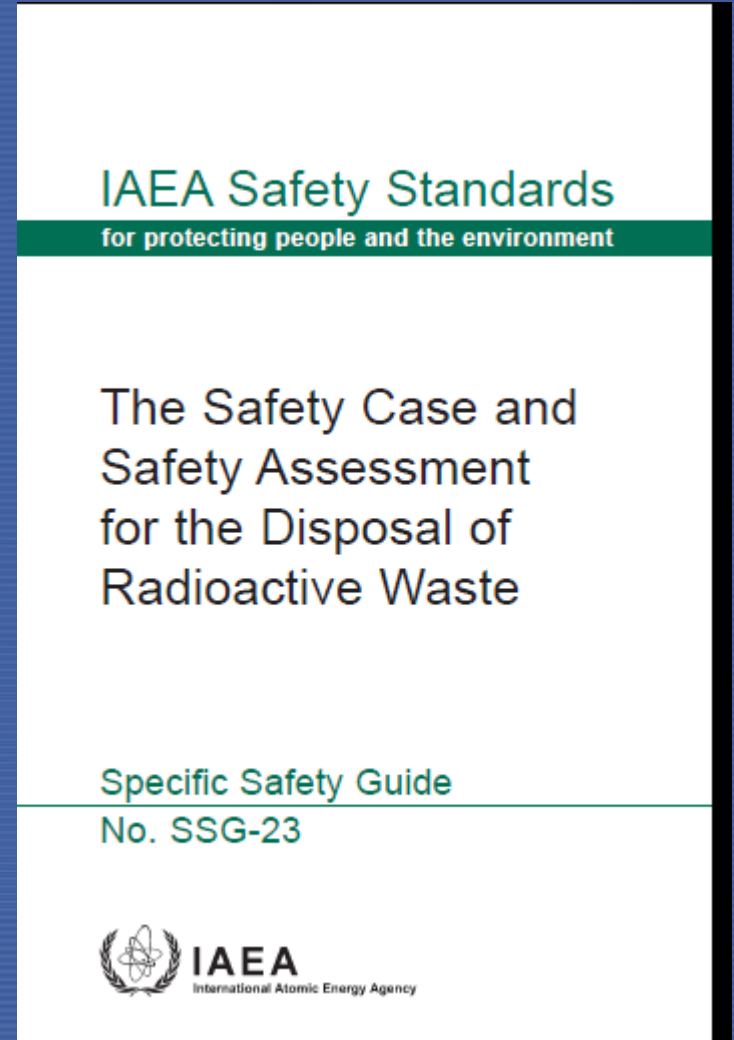 IAEA Safety Standards
for protecting people and the environment
The Safety Case and
Safety Assessment
for the Disposal of
Radioactive Waste
Specific Safety Guide
No. SSG-23
IAEA
International Atomic Energy Agency